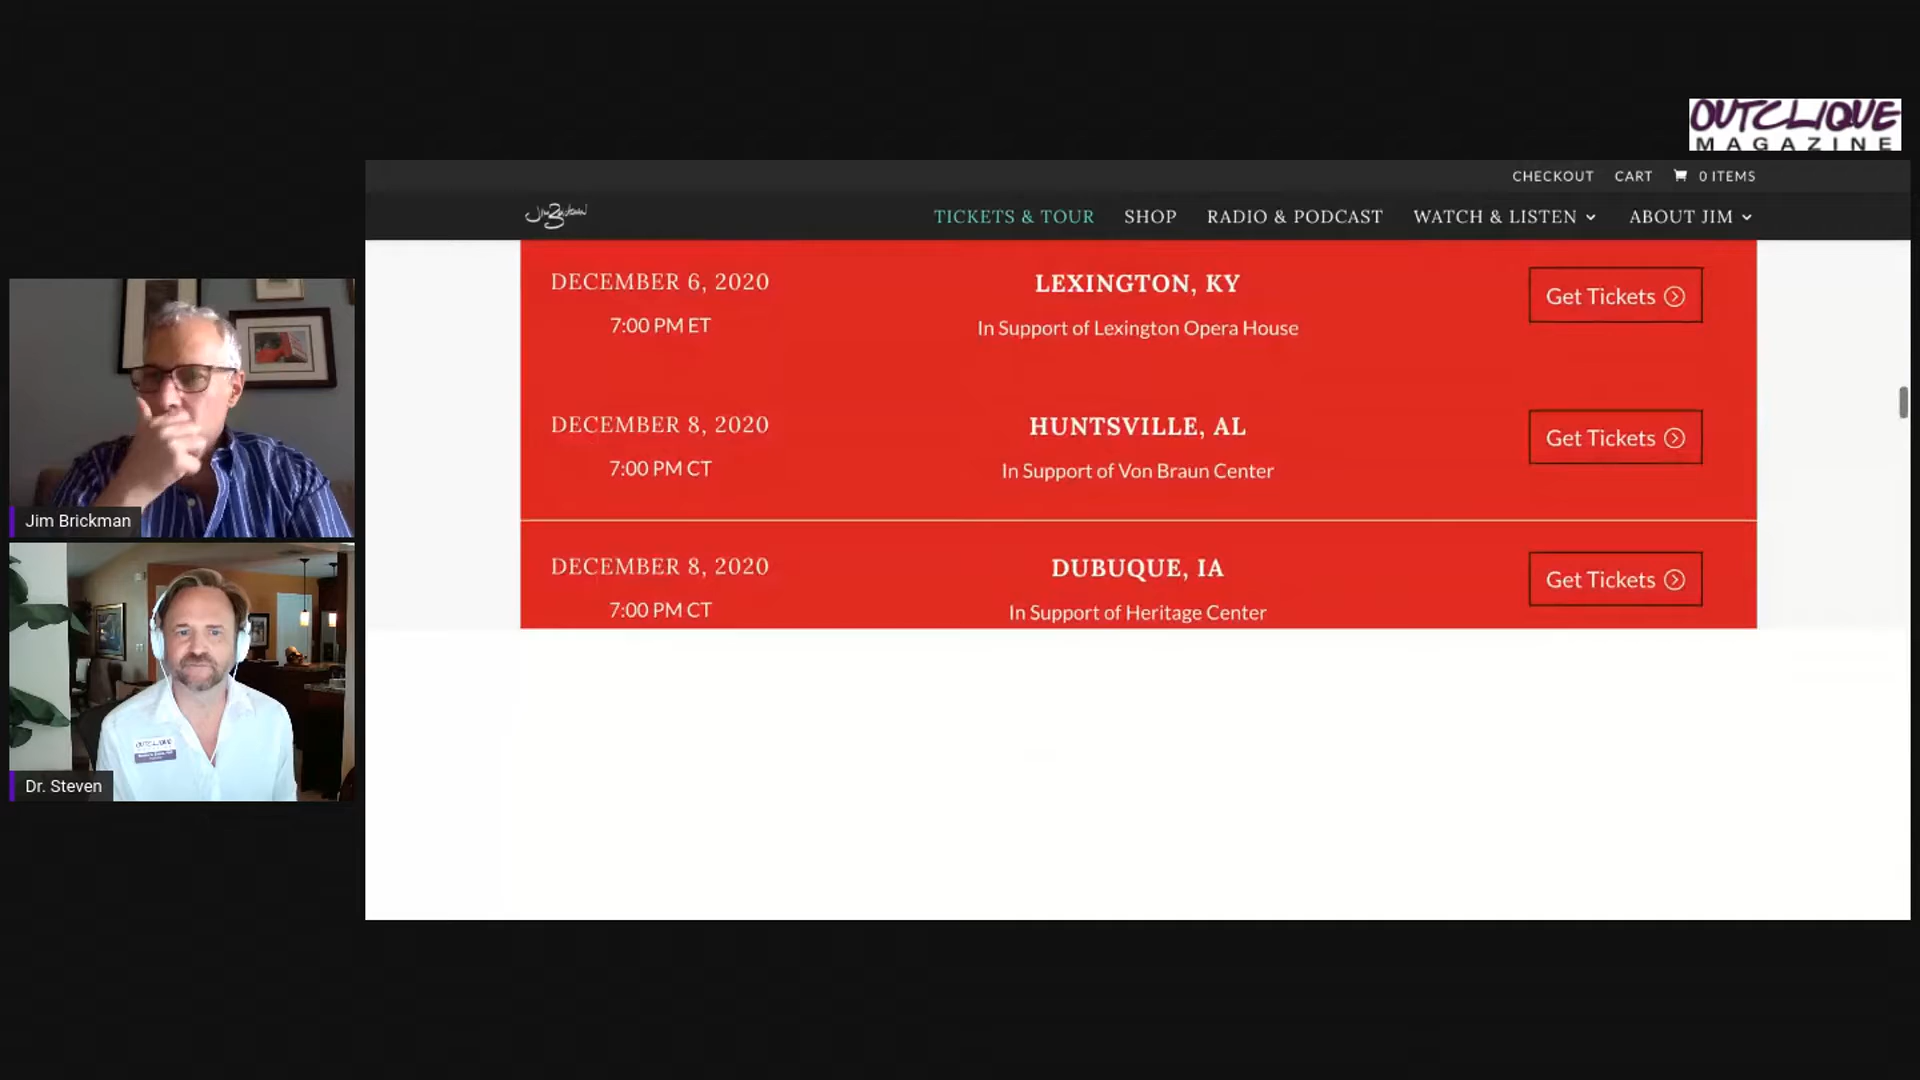 OUTCLIQUE
MAGAZINE
CHECKOUT CART 0 ITEMS
Jim Brickman
TICKETS & TOUR SHOP RADIO & PODCAST WATCH & LISTEN ABOUT JIM
DECEMBER 6, 2020 LEXINGTON, KY Get Tickets
7:00 PM ET In Support of Lexington Opera House
DECEMBER 8, 2020 HUNTSVILLE, AL Get Tickets
7:00 PM CT In Support of Von Braun Center
DECEMBER 8, 2020 DUBUQUE, IA Get Tickets
7:00 PM CT In Support of Heritage Center
Jim Brickman
OUTCLIQUE
Dr. Steven